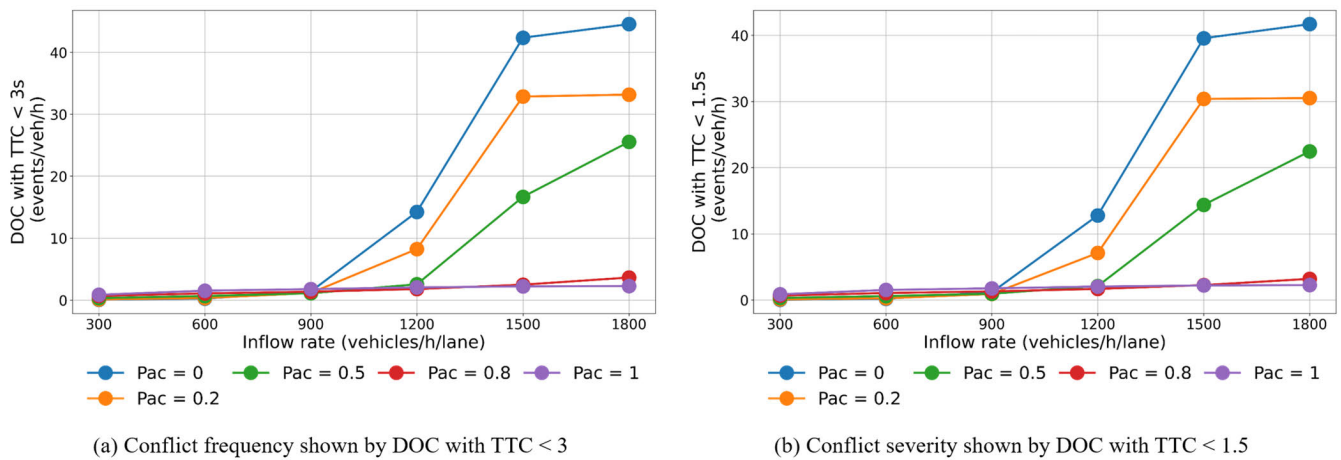 DOC with TTC < 3s
(events/veh/h)
40
30
20
10
0
300 600 900 1200 1500 1800
Inflow rate (vehicles/h/lane)
Pac = 0 Pac = 0.5 Pac = 0.8 Pac = 1
Pac = 0.2
(a) Conflict frequency shown by DOC with TTC < 3
DOC with TTC < 1.5s
(events/veh/h)
40
30
20
10
0
300 600 900 1200 1500 1800
Inflow rate (vehicles/h/lane)
Pac = 0 Pac = 0.5 Pac = 0.8 Pac = 1
Pac = 0.2
(b) Conflict severity shown by DOC with TTC < 1.5